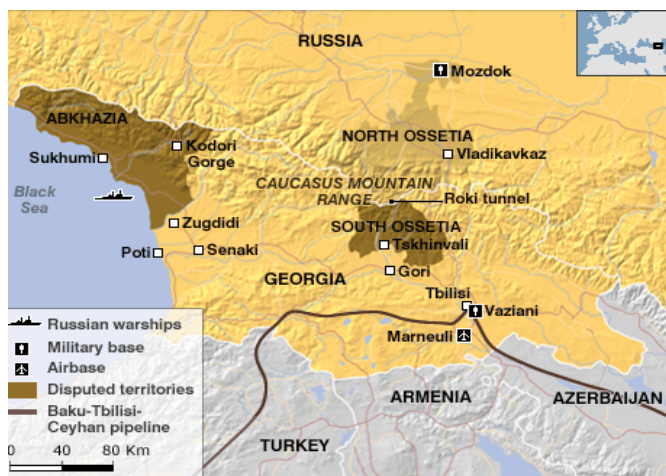 RUSSIA
Mozdok
ABKHAZIA
Kodori
Gorge
NORTH OSSETIA
Sukhumi
Vladikavkaz
CAUCASUS MOUNTAIN
RANGE
Black
Sea
Roki tunnel
Zugdidi
SOUTH OSSETIA
Tskhinvali
Poti
Senaki
Gori
GEORGIA
Tbilisi
Vaziani
Marneuli
Russian warships
Military base
Airbase
Disputed territories
Baku-Tbilisi-
Ceyhan pipeline
0 40 80 Km
ARMENIA
AZERBAIJAN
TURKEY